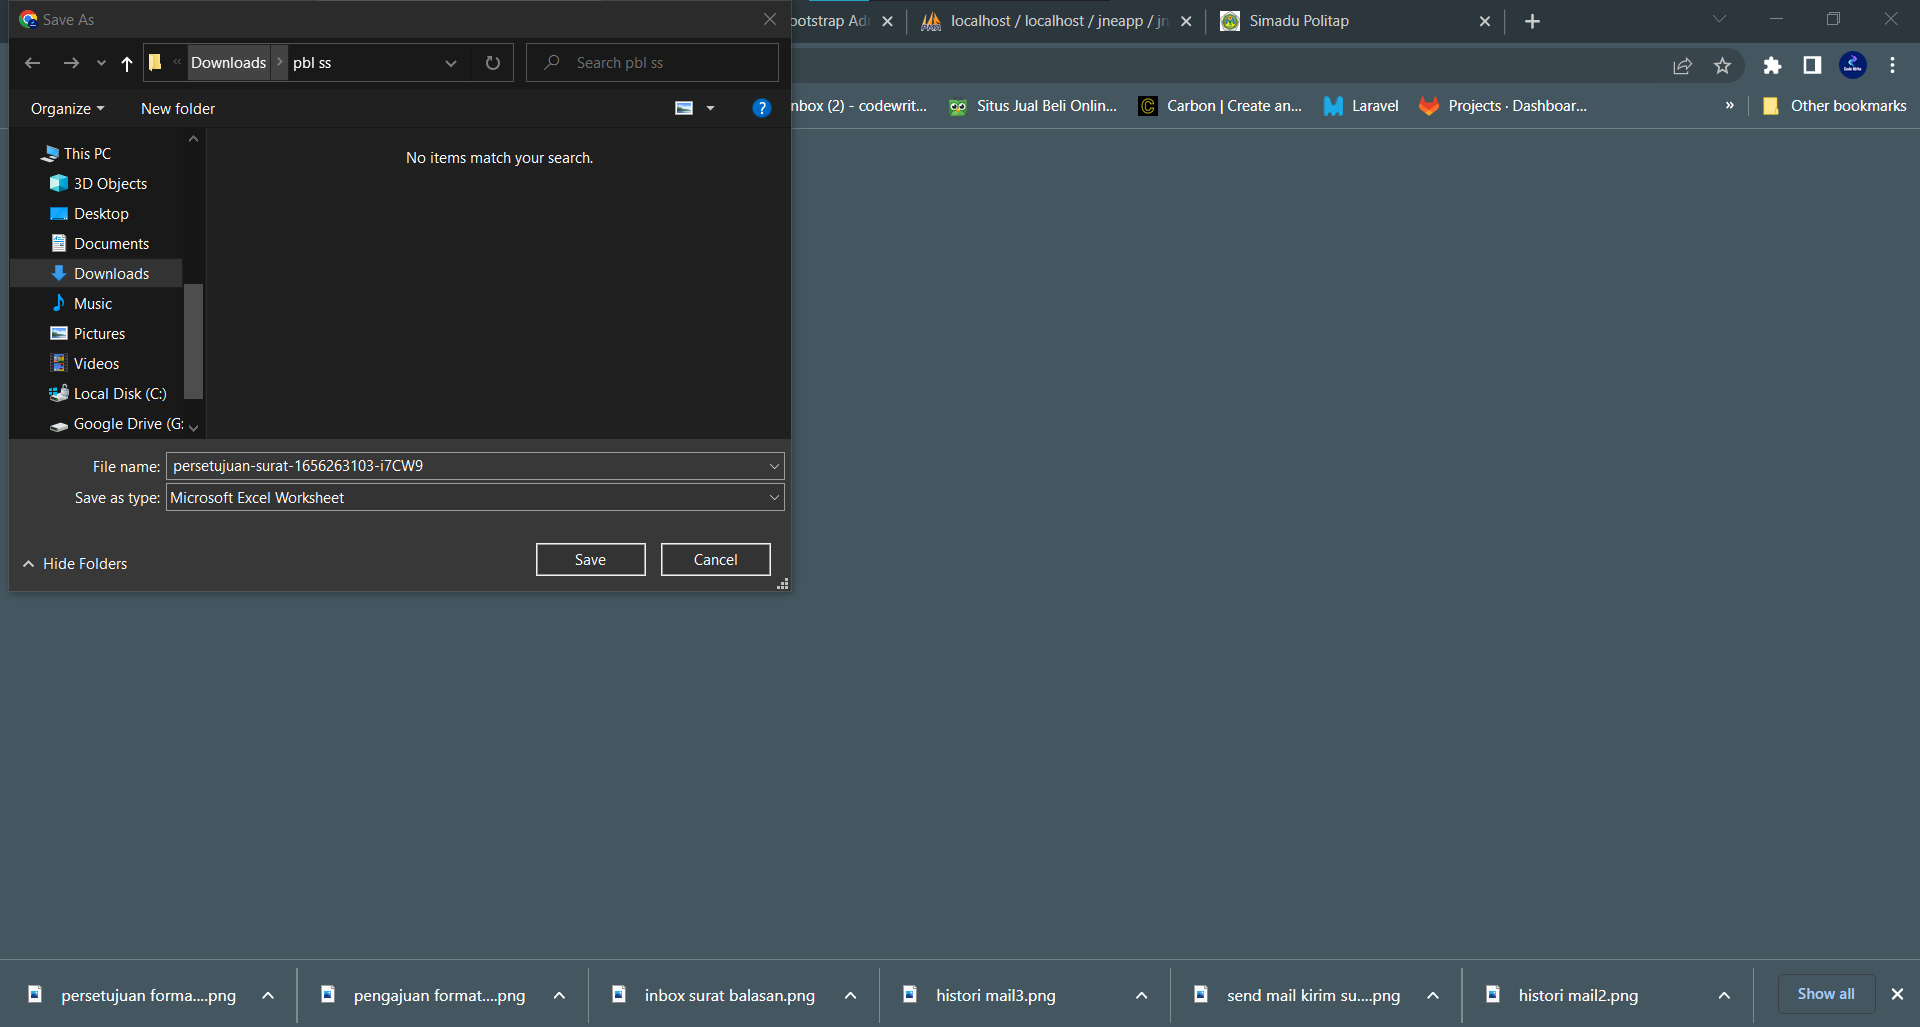 Save As
ootstrap Ad
localhost / localhost / jneapp / jn
Simadu Politap
« Downloads > pbl ss
Search pbl ss
Organize
New folder
nbox (2) - codewrit...
Situs Jual Beli Onlin...
Carbon | Create an...
Laravel
Projects · Dashboar...
»
Other bookmarks
This PC
3D Objects
Desktop
Documents
Downloads
Music
Pictures
Videos
Local Disk (C:)
Google Drive (G:
No items match your search.
File name: persetujuan-surat-1656263103-i7CW9
Save as type: Microsoft Excel Worksheet
Hide Folders
Save
Cancel
persetujuan forma....png
pengajuan format....png
inbox surat balasan.png
histori mail3.png
send mail kirim su....png
histori mail2.png
Show all